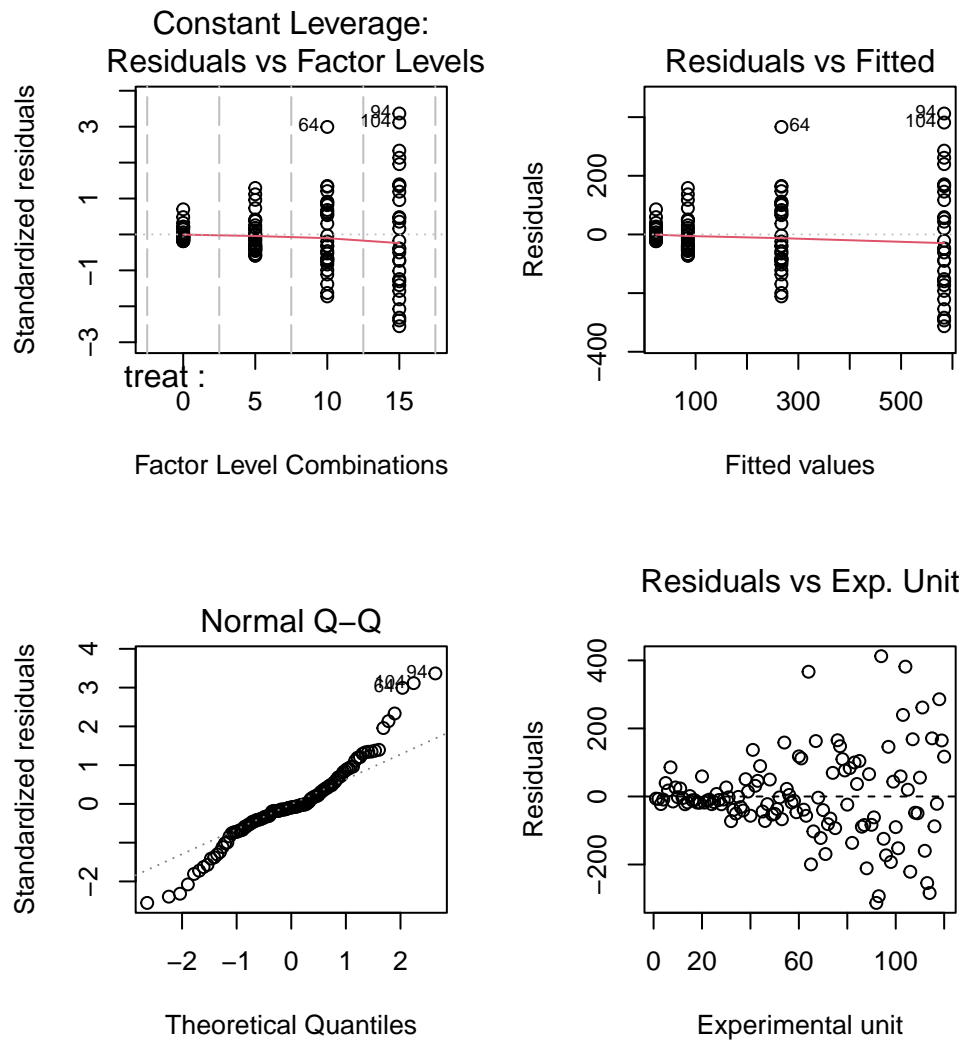 Constant Leverage:
Residuals vs Factor Levels
Standardized residuals
3
1
−1
−3
94
104
64
treat :
0 5 10 15
Factor Level Combinations
Residuals vs Fitted
Residuals
200
0
−400
94
104
64
100 300 500
Fitted values
Normal Q−Q
Standardized residuals
4
3
2
1
0
−2
94
104
64
−2 −1 0 1 2
Theoretical Quantiles
Residuals vs Exp. Unit
Residuals
400
200
0
−200
0 20 60 100
Experimental unit